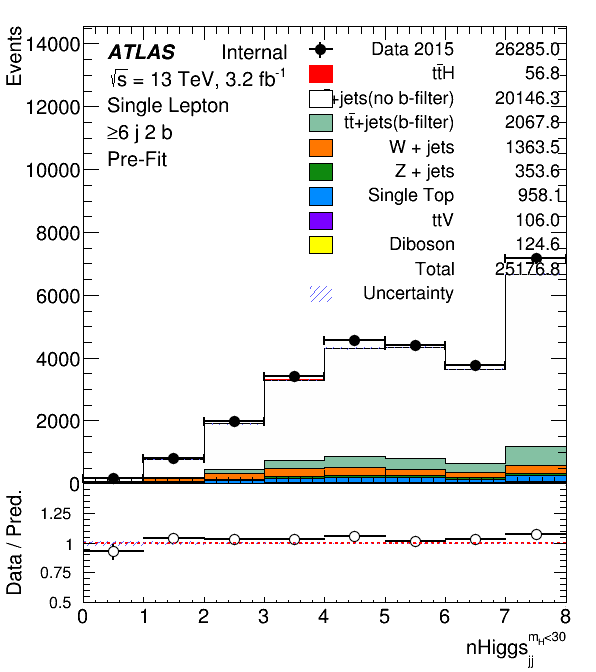 Events
14000
12000
10000
8000
6000
4000
2000
0
ATLAS Internal
√s = 13 TeV, 3.2 fb⁻¹
Single Lepton
≥6 j 2 b
Pre-Fit
Data 2015 26285.0
tt̄H 56.8
+jets(no b-filter) 20146.3
tt̄+jets(b-filter) 2067.8
W + jets 1363.5
Z + jets 353.6
Single Top 958.1
ttV 106.0
Diboson 124.6
Total 25176.8
Uncertainty
Data / Pred.
1.25
1
0.75
0.5
0 1 2 3 4 5 6 7 8
nHiggs_jj^m_H<30